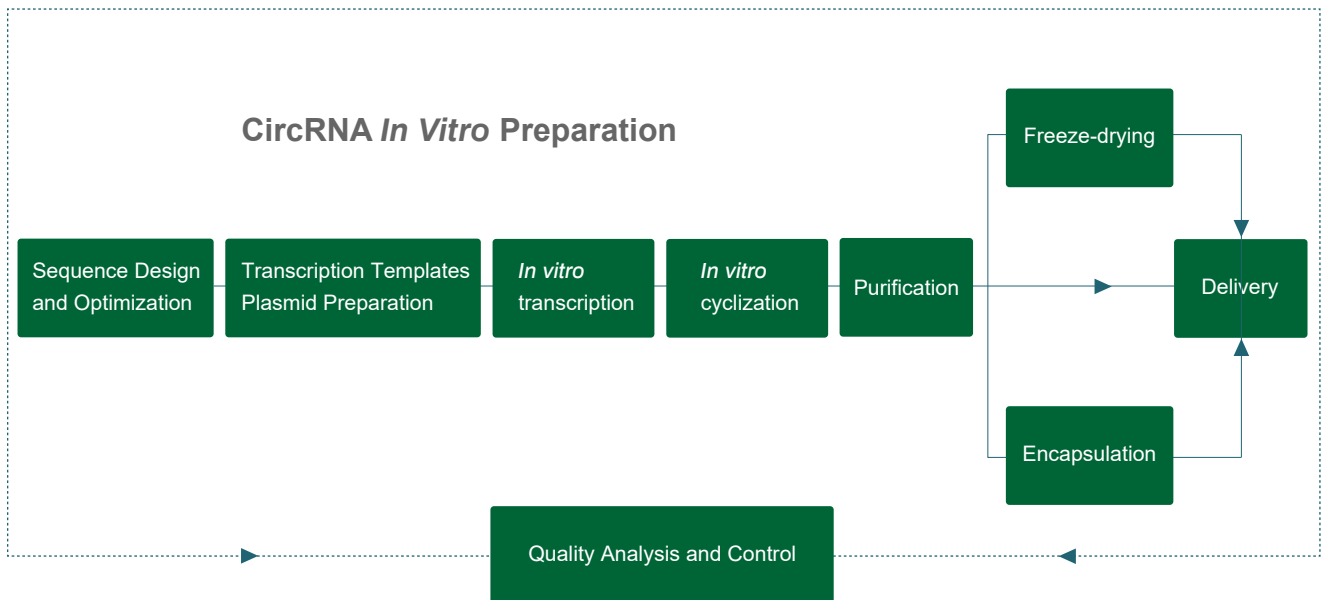 CircRNA In Vitro Preparation
Freeze-drying
Sequence Design
and Optimization
Transcription Templates
Plasmid Preparation
In vitro
transcription
In vitro
cyclization
Purification
Delivery
Encapsulation
Quality Analysis and Control